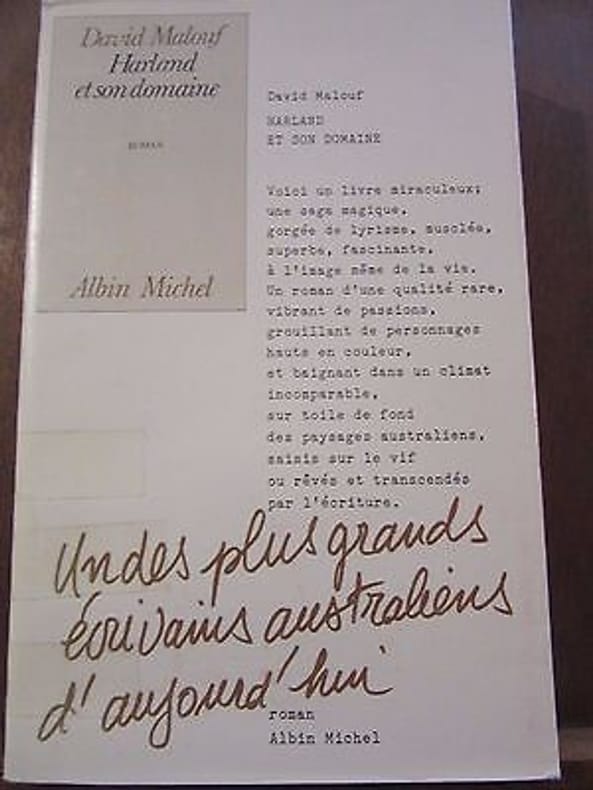 David Malouf
Harland
et son domaine
ROMAN
Albin Michel
David Malouf
HARLAND
ET SON DOMAINE
Voici un livre miraculeux;
une saga magique,
gorgée de lyrisme, musclée,
superbe, fascinante,
à l'image même de la vie.
Un roman d'une qualité rare,
vibrant de passions,
grouillant de personnages
hauts en couleur,
et baignant dans un climat
incomparable,
sur toile de fond
des paysages australiens,
saisis sur le vif
ou rêvés et transcendés
par l'écriture.
Un des plus grands
écrivains australiens
d'aujourd'hui
roman
Albin Michel